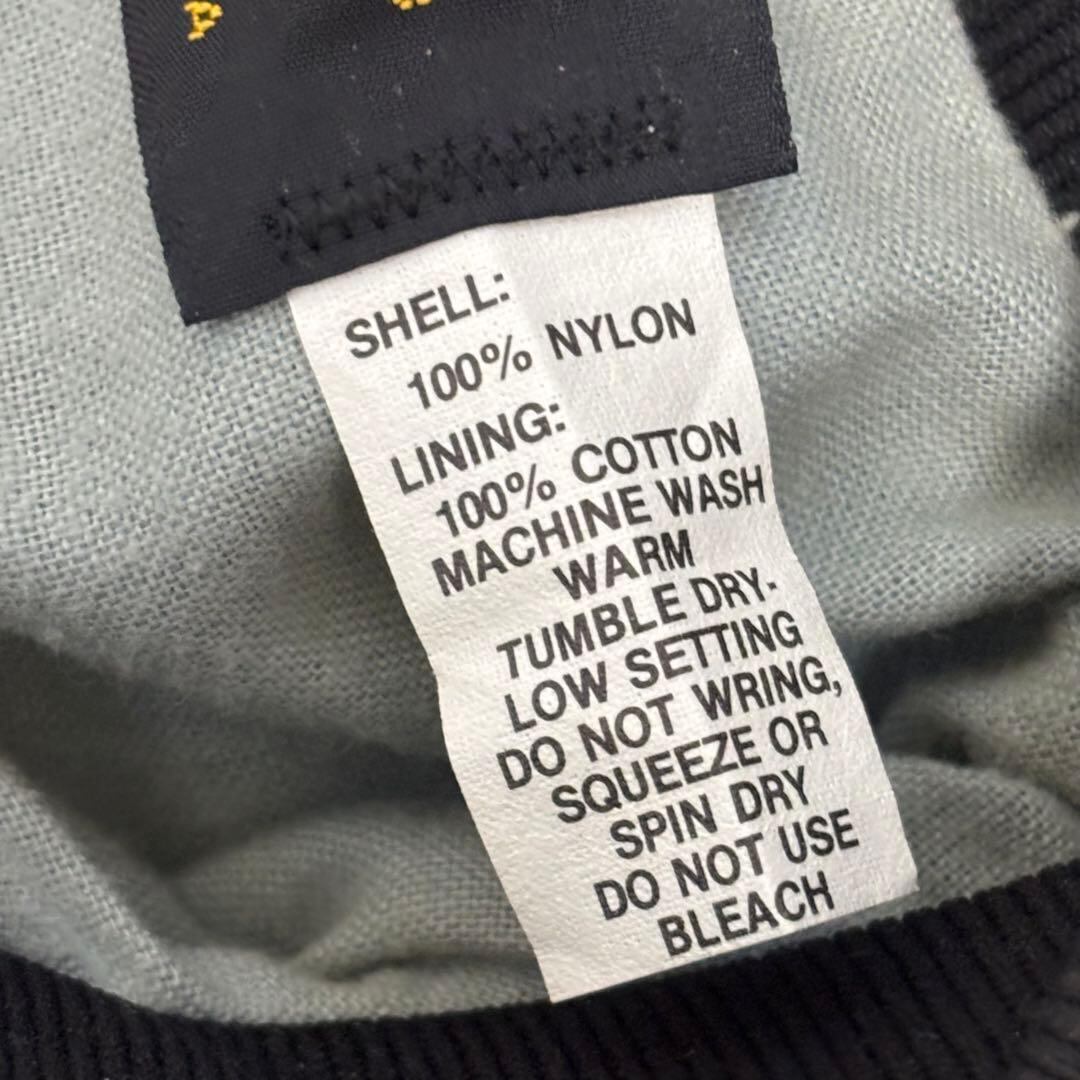 SHELL:
100% NYLON
LINING:
100% COTTON
MACHINE WASH
WARM
TUMBLE DRY-
LOW SETTING
DO NOT WRING,
SQUEEZE OR
SPIN DRY
DO NOT USE
BLEACH